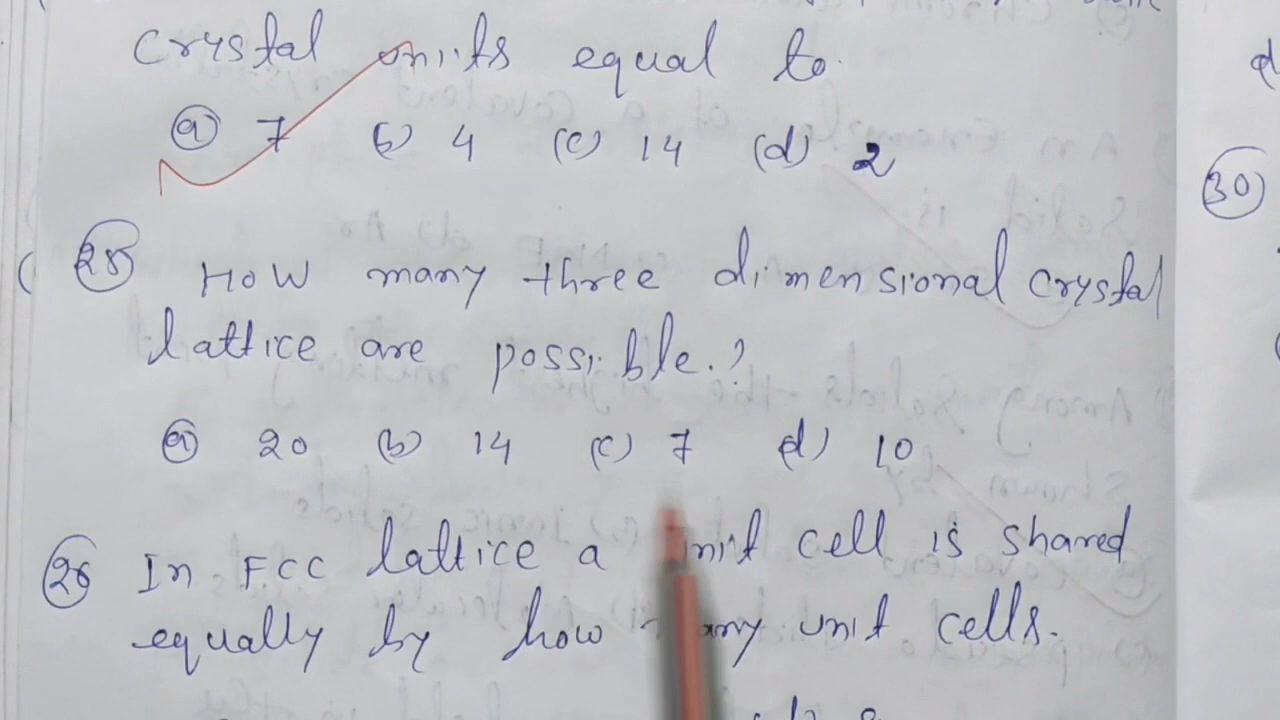 crystal units equal to.
(a) 7 (b) 4 (c) 14 (d) 2
(25) How many three dimensional crystal
lattice are possible.?
(a) 20 (b) 14 (c) 7 (d) 10
(26) In FCC lattice a unit cell is shared
equally by how many unit cells.
(30)